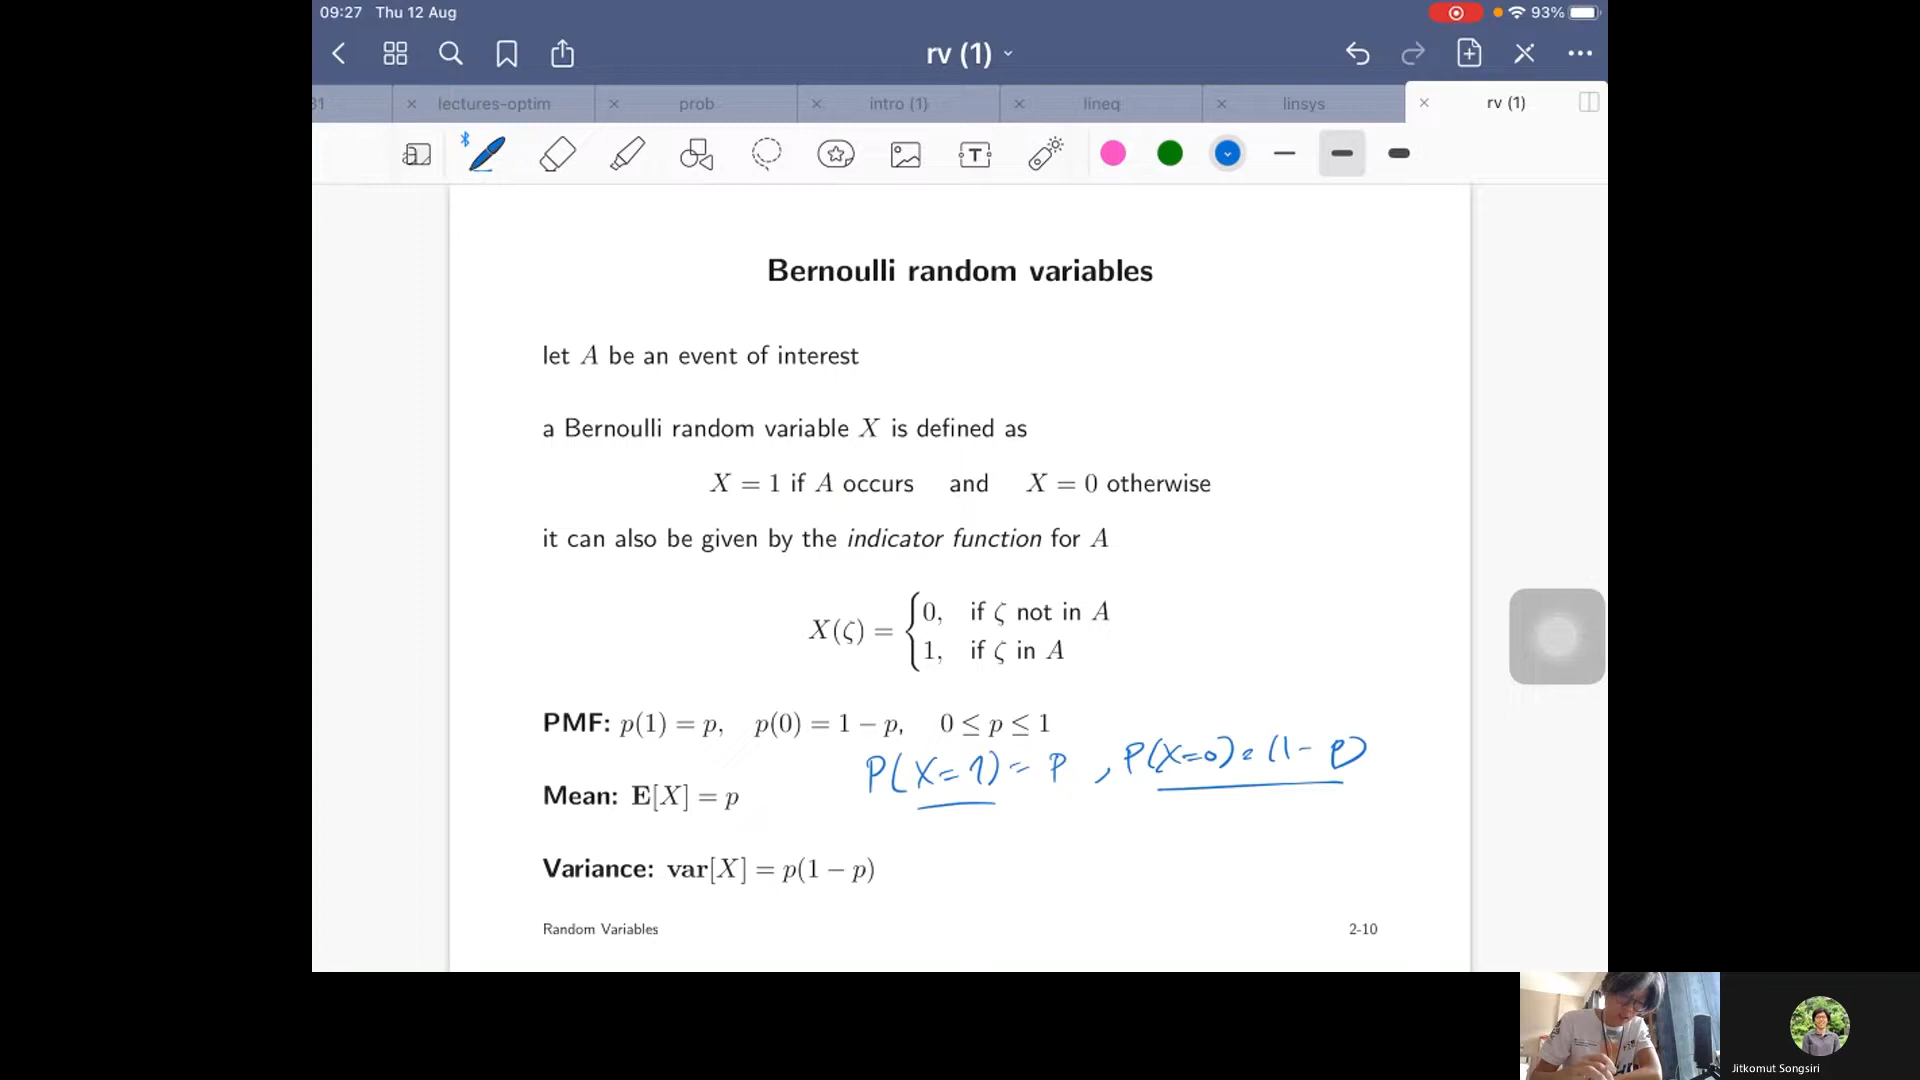 09:27 Thu 12 Aug
93%
rv (1)
31 lectures-optim prob intro (1) lineq linsys rv (1)
Bernoulli random variables
let A be an event of interest
a Bernoulli random variable X is defined as
X = 1 if A occurs and X = 0 otherwise
it can also be given by the indicator function for A
X(ζ) = { 0, if ζ not in A
1, if ζ in A
PMF: p(1) = p, p(0) = 1 − p, 0 ≤ p ≤ 1
P(X=1) = P , P(X=0) = (1 - P)
Mean: E[X] = p
Variance: var[X] = p(1 − p)
Random Variables 2-10
Jitkomut Songsiri